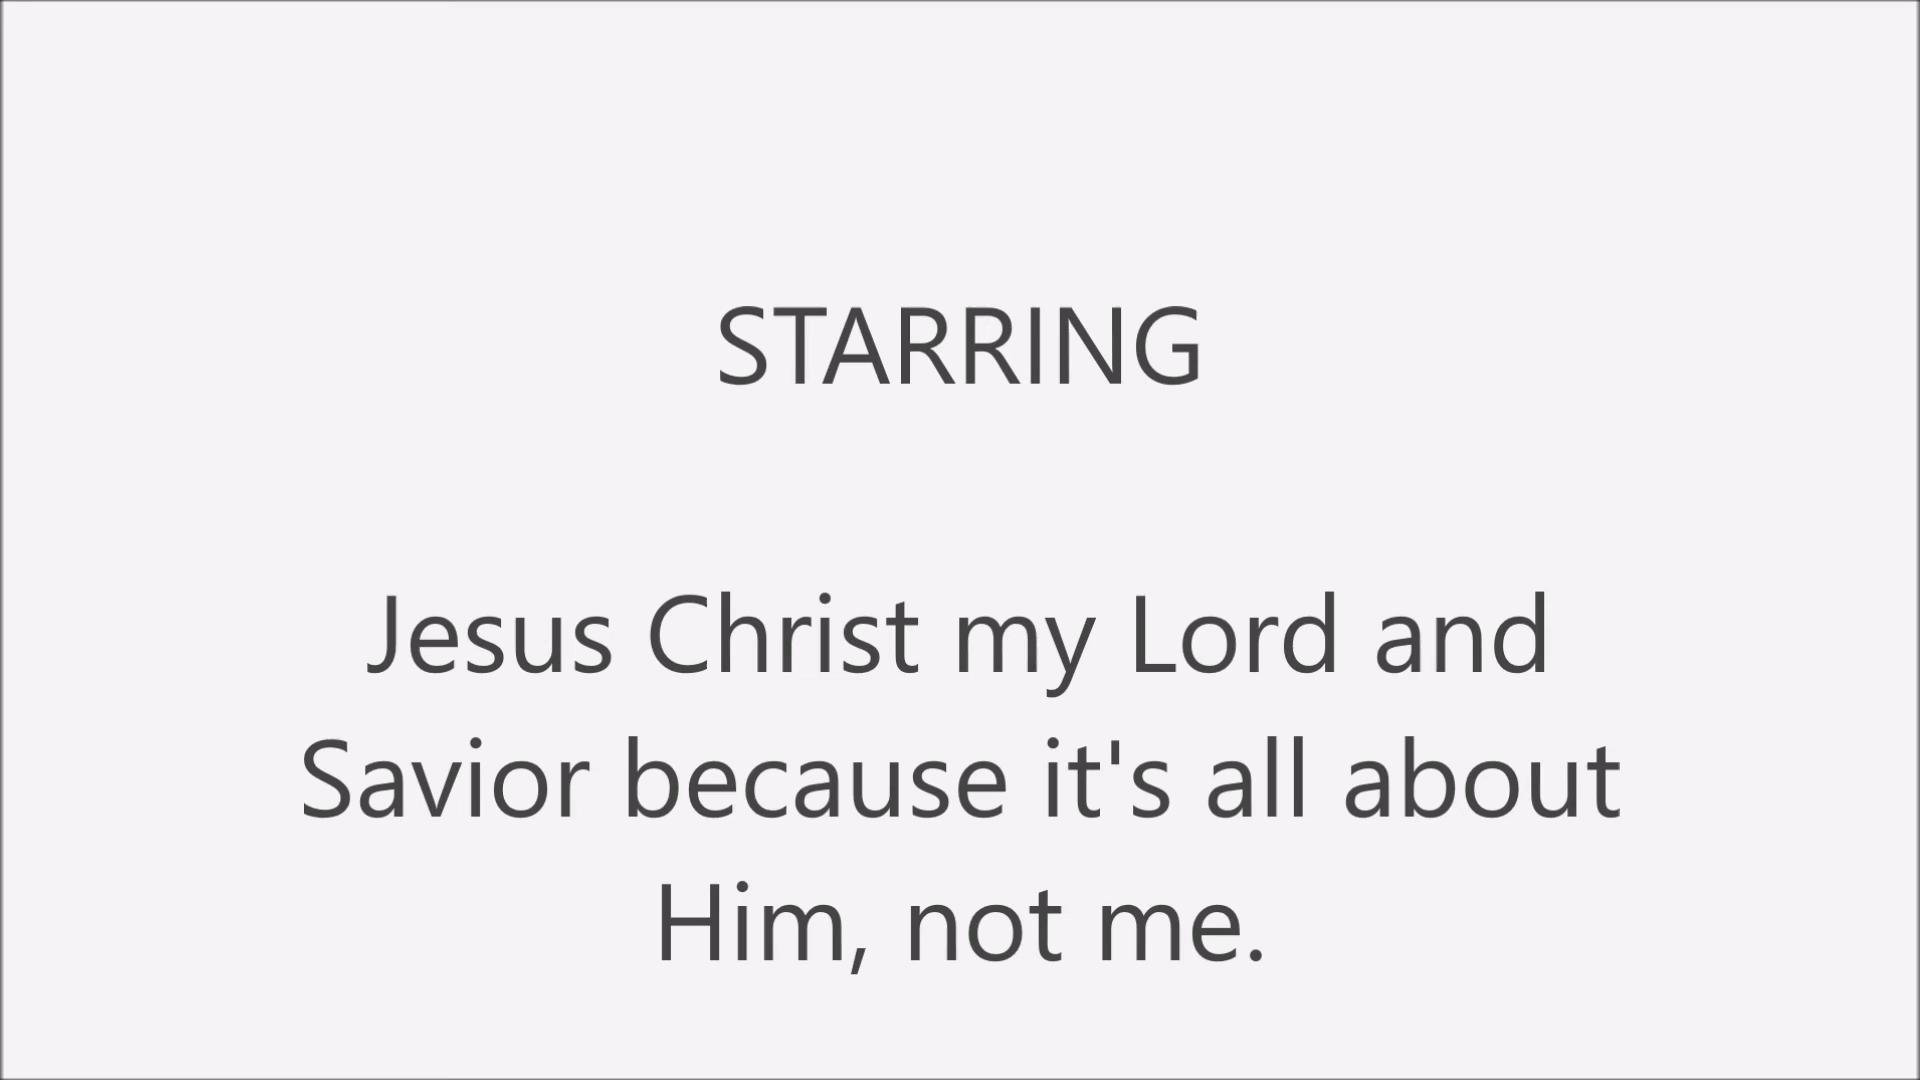 STARRING
Jesus Christ my Lord and
Savior because it's all about
Him, not me.